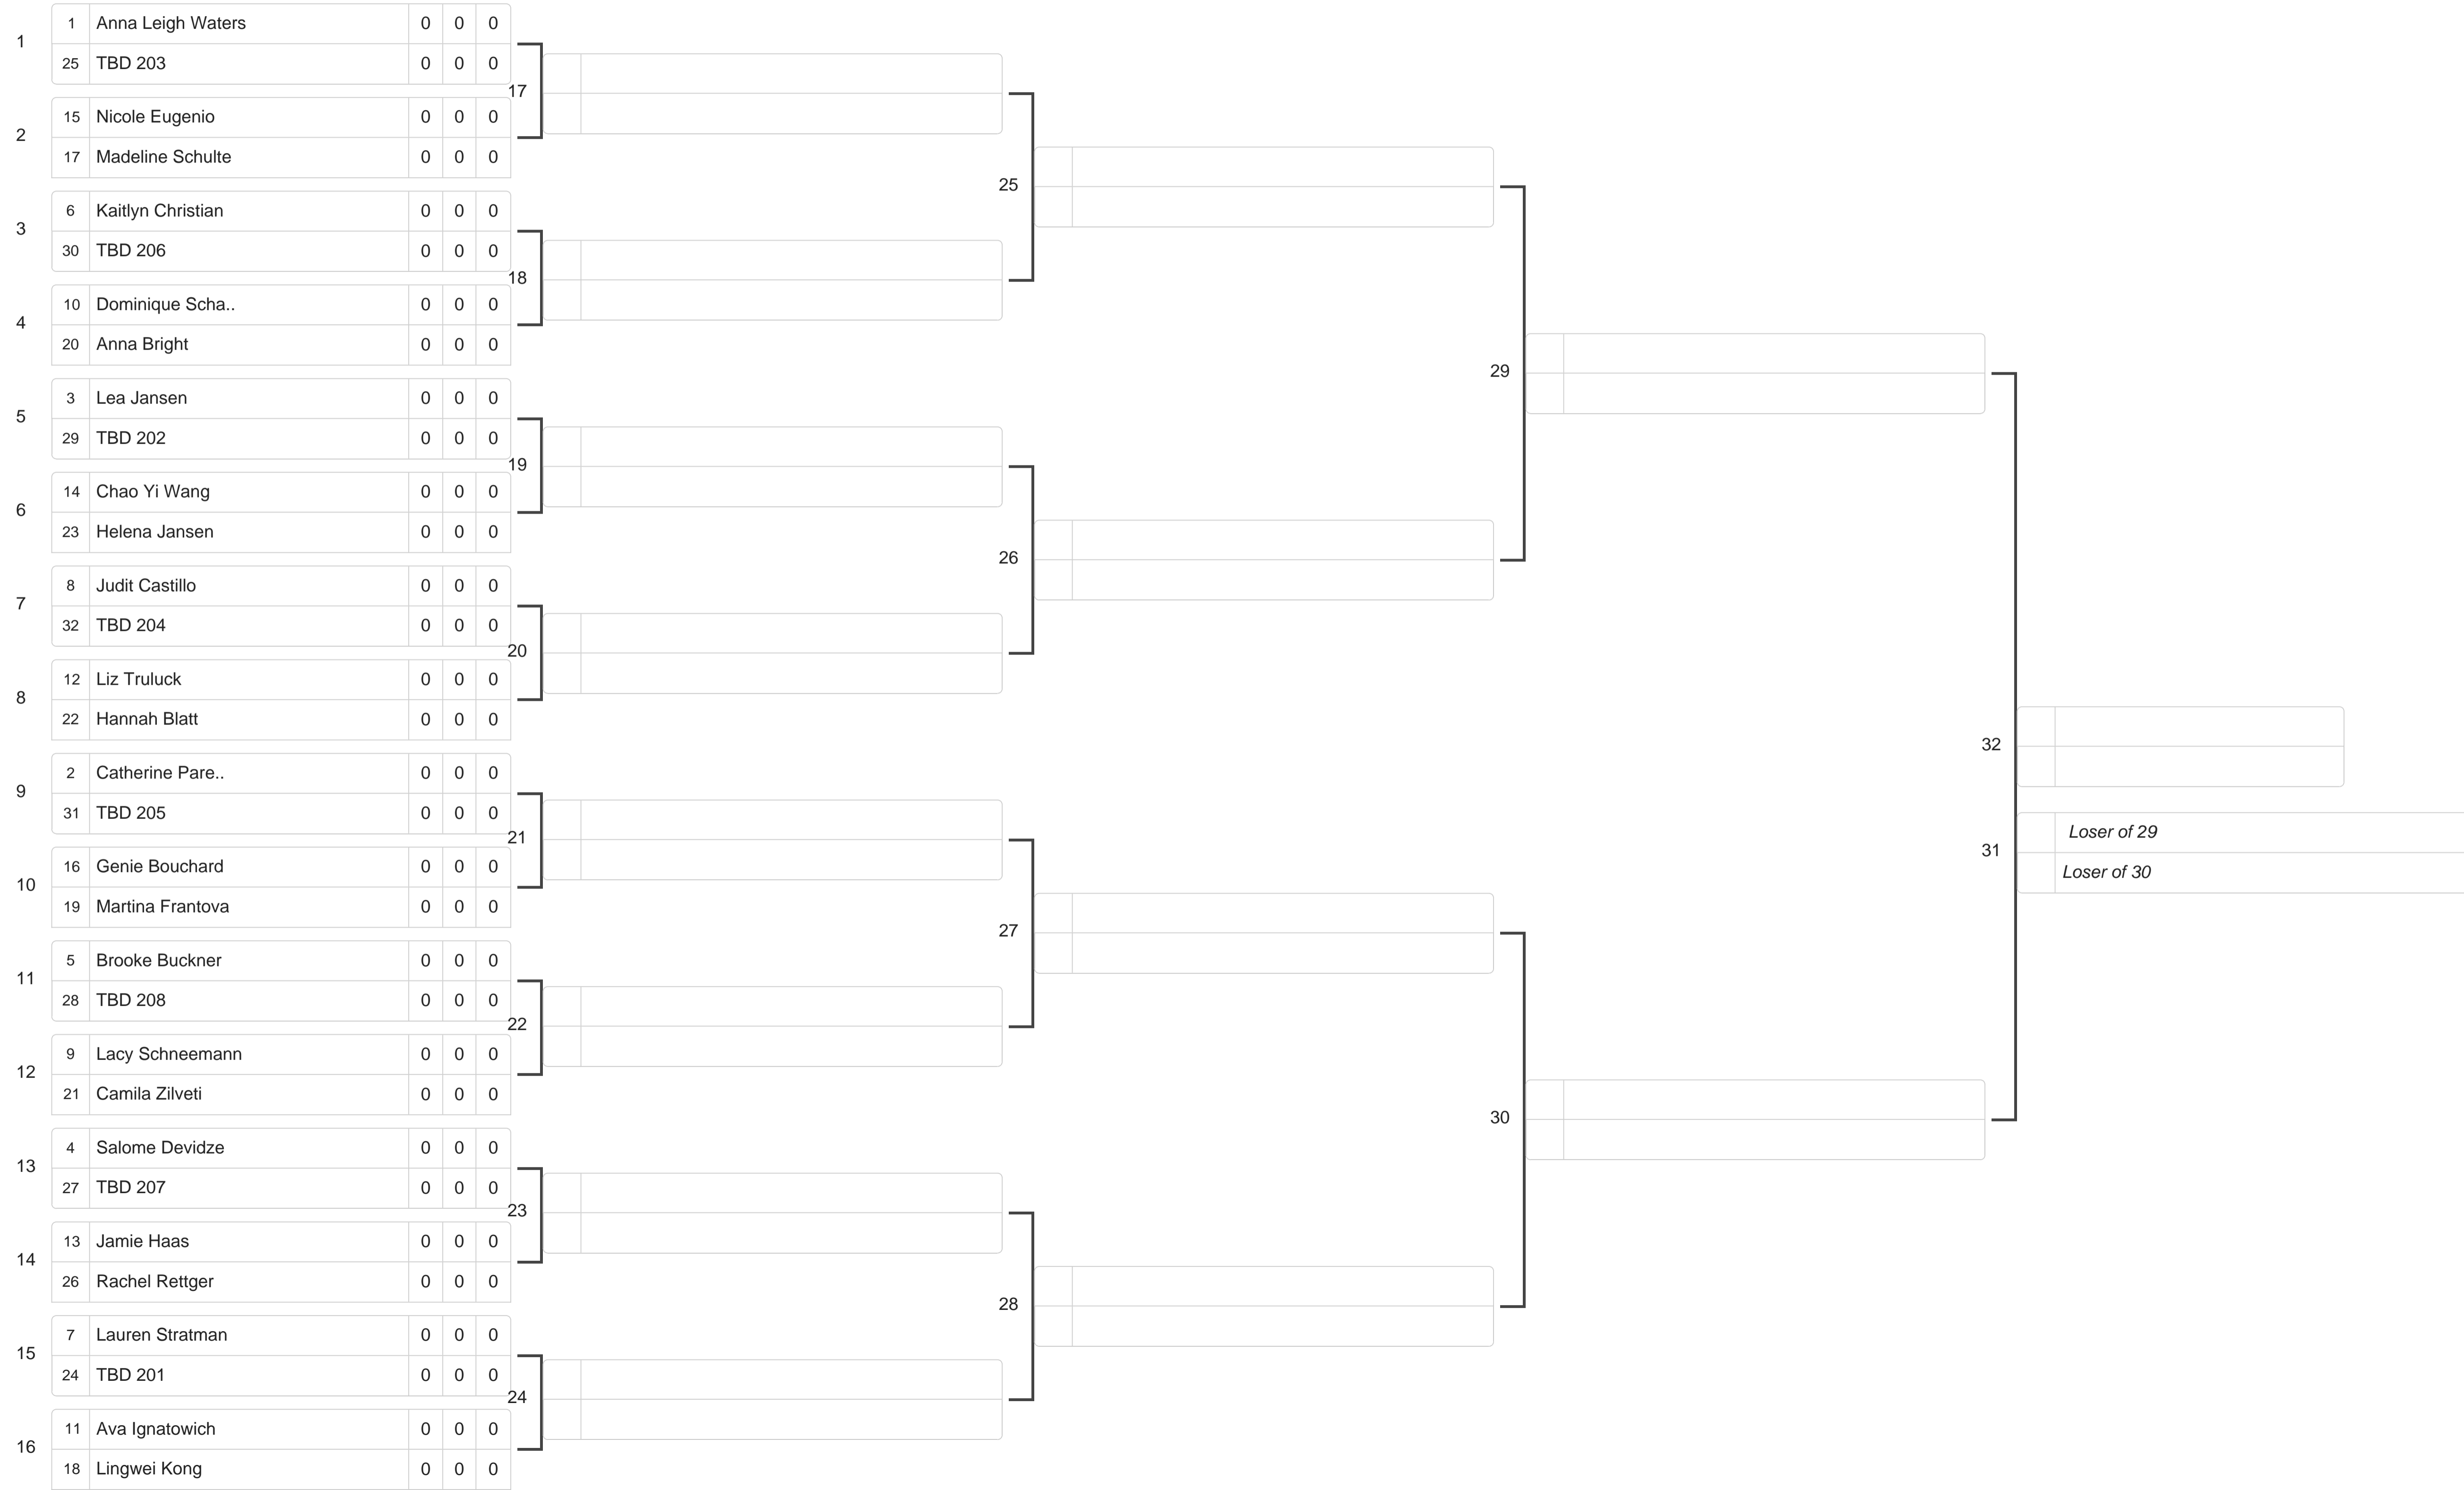 1
1 Anna Leigh Waters 0 0 0
25 TBD 203 0 0 0
2
15 Nicole Eugenio 0 0 0
17 Madeline Schulte 0 0 0
3
6 Kaitlyn Christian 0 0 0
30 TBD 206 0 0 0
4
10 Dominique Scha.. 0 0 0
20 Anna Bright 0 0 0
5
3 Lea Jansen 0 0 0
29 TBD 202 0 0 0
6
14 Chao Yi Wang 0 0 0
23 Helena Jansen 0 0 0
7
8 Judit Castillo 0 0 0
32 TBD 204 0 0 0
8
12 Liz Truluck 0 0 0
22 Hannah Blatt 0 0 0
9
2 Catherine Pare.. 0 0 0
31 TBD 205 0 0 0
10
16 Genie Bouchard 0 0 0
19 Martina Frantova 0 0 0
11
5 Brooke Buckner 0 0 0
28 TBD 208 0 0 0
12
9 Lacy Schneemann 0 0 0
21 Camila Zilveti 0 0 0
13
4 Salome Devidze 0 0 0
27 TBD 207 0 0 0
14
13 Jamie Haas 0 0 0
26 Rachel Rettger 0 0 0
15
7 Lauren Stratman 0 0 0
24 TBD 201 0 0 0
16
11 Ava Ignatowich 0 0 0
18 Lingwei Kong 0 0 0
17
18
19
20
21
22
23
24
25
26
27
28
29
30
32
31
Loser of 29
Loser of 30